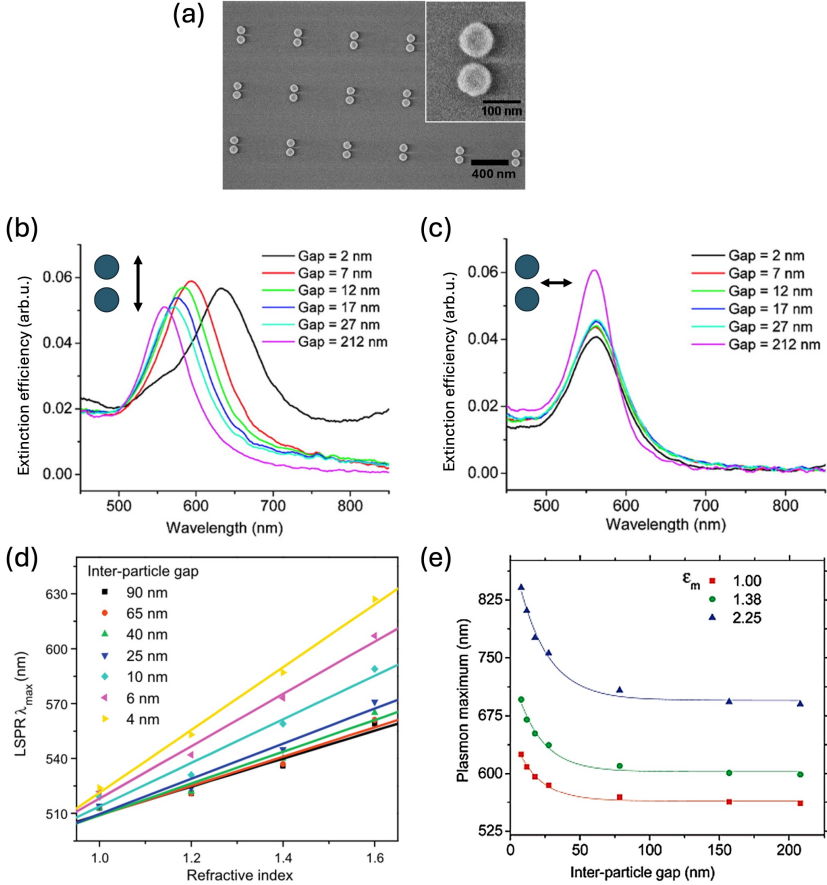 (a)
100 nm
400 nm
(b)
Extinction efficiency (arb.u.)
0.06
0.04
0.02
0.00
Gap = 2 nm
Gap = 7 nm
Gap = 12 nm
Gap = 17 nm
Gap = 27 nm
Gap = 212 nm
500
600
700
800
Wavelength (nm)
(c)
Extinction efficiency (arb.u.)
0.06
0.04
0.02
0.00
Gap = 2 nm
Gap = 7 nm
Gap = 12 nm
Gap = 17 nm
Gap = 27 nm
Gap = 212 nm
500
600
700
800
Wavelength (nm)
(d)
LSPR λmax (nm)
630
600
570
540
510
Inter-particle gap
90 nm
65 nm
40 nm
25 nm
10 nm
6 nm
4 nm
1.0
1.2
1.4
1.6
Refractive index
(e)
Plasmon maximum (nm)
825
750
675
600
525
εm
1.00
1.38
2.25
0
50
100
150
200
Inter-particle gap (nm)